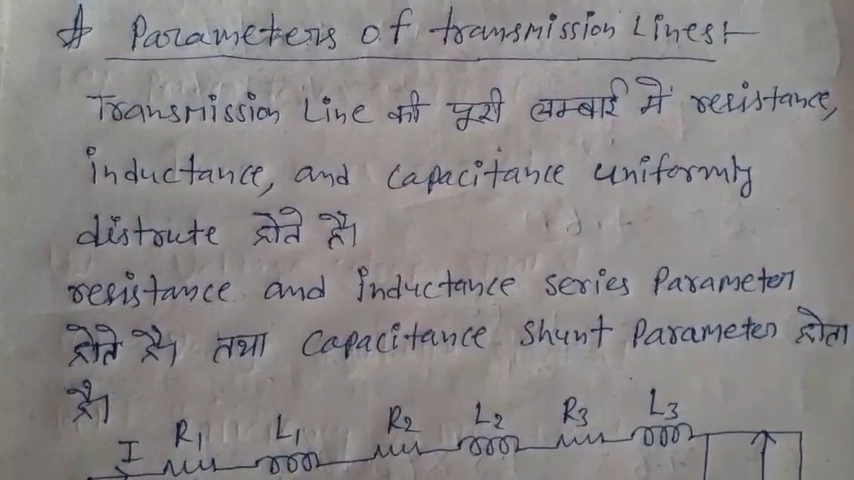 # Parameters of transmission Lines:-
Transmission Line की पूरी लम्बाई में resistance,
inductance, and capacitance uniformly
distrute होते है।
resistance and inductance series Parameter
होते है। तथा Capacitance Shunt Parameter होता
है।
I R1 L1 R2 L2 R3 L3